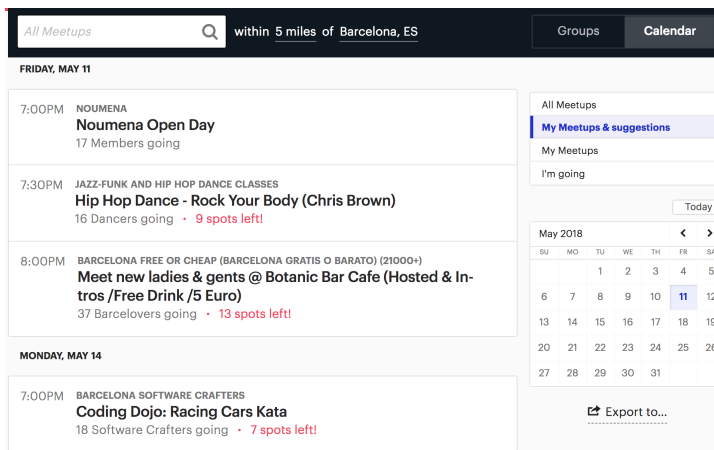 All Meetups
within 5 miles of Barcelona, ES
Groups
Calendar
FRIDAY, MAY 11
7:00PM
NOUMENA
Noumena Open Day
17 Members going
7:30PM
JAZZ-FUNK AND HIP HOP DANCE CLASSES
Hip Hop Dance - Rock Your Body (Chris Brown)
16 Dancers going • 9 spots left!
8:00PM
BARCELONA FREE OR CHEAP (BARCELONA GRATIS O BARATO) (21000+)
Meet new ladies & gents @ Botanic Bar Cafe (Hosted & In-
tros /Free Drink /5 Euro)
37 Barcelovers going • 13 spots left!
MONDAY, MAY 14
7:00PM
BARCELONA SOFTWARE CRAFTERS
Coding Dojo: Racing Cars Kata
18 Software Crafters going • 7 spots left!
All Meetups
My Meetups & suggestions
My Meetups
I'm going
Today
May 2018
SU MO TU WE TH FR SA
1 2 3 4 5
6 7 8 9 10 11 12
13 14 15 16 17 18 19
20 21 22 23 24 25 26
27 28 29 30 31
Export to...